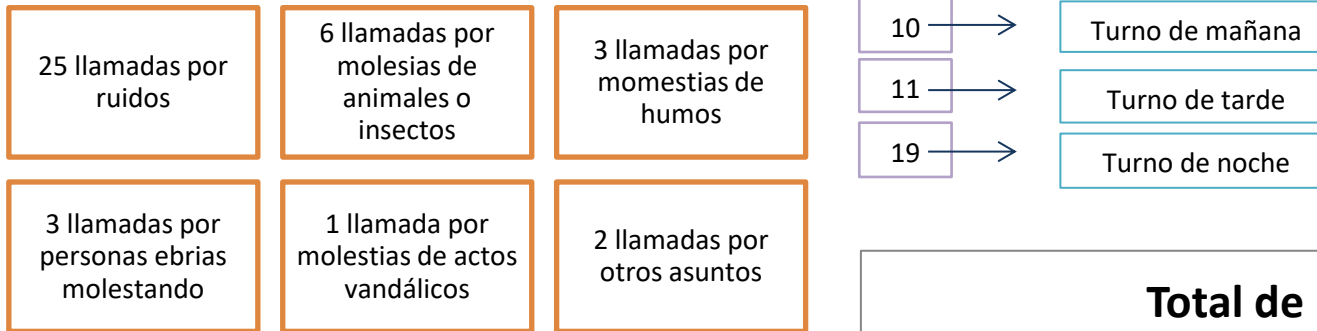 25 llamadas por
ruidos
6 llamadas por
molesias de
animales o
insectos
3 llamadas por
momestias de
humos
3 llamadas por
personas ebrias
molestando
1 llamada por
molestias de actos
vandálicos
2 llamadas por
otros asuntos
10 Turno de mañana
11 Turno de tarde
19 Turno de noche
Total de